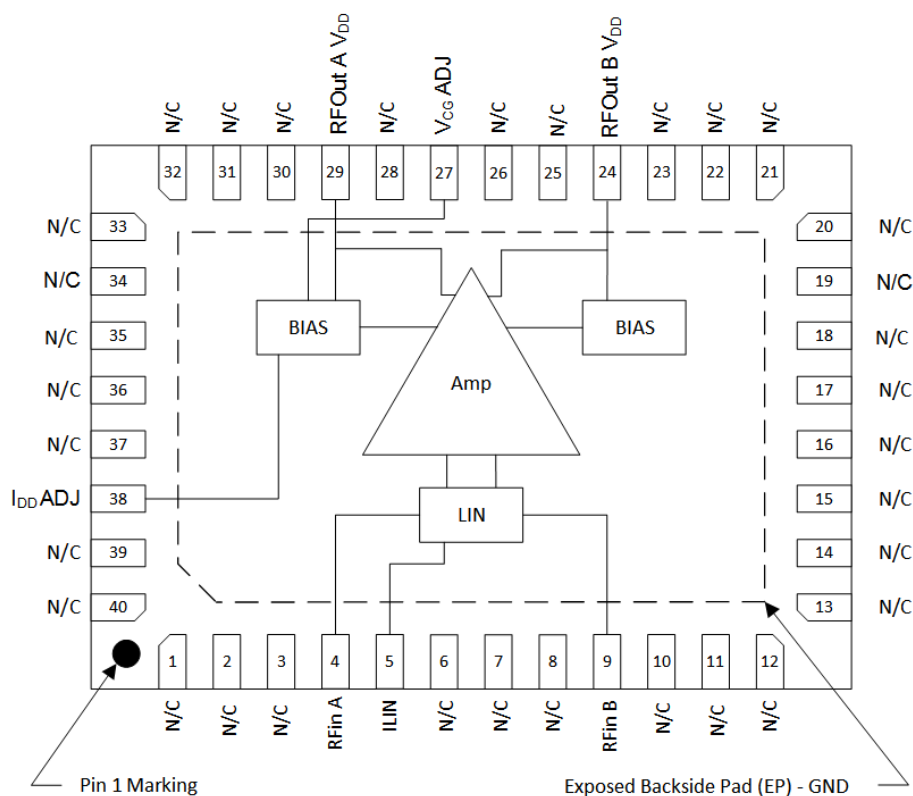 N/C
N/C
N/C
RFOut A VDD
N/C
VCG ADJ
N/C
N/C
RFOut B VDD
N/C
N/C
N/C
32
31
30
29
28
27
26
25
24
23
22
21
N/C 33
20 N/C
N/C 34
19 N/C
BIAS
BIAS
N/C 35
18 N/C
Amp
N/C 36
17 N/C
N/C 37
16 N/C
IDD ADJ 38
15 N/C
LIN
N/C 39
14 N/C
N/C 40
13 N/C
1
2
3
4
5
6
7
8
9
10
11
12
N/C
N/C
N/C
RFin A
ILIN
N/C
N/C
N/C
RFin B
N/C
N/C
N/C
Pin 1 Marking
Exposed Backside Pad (EP) - GND